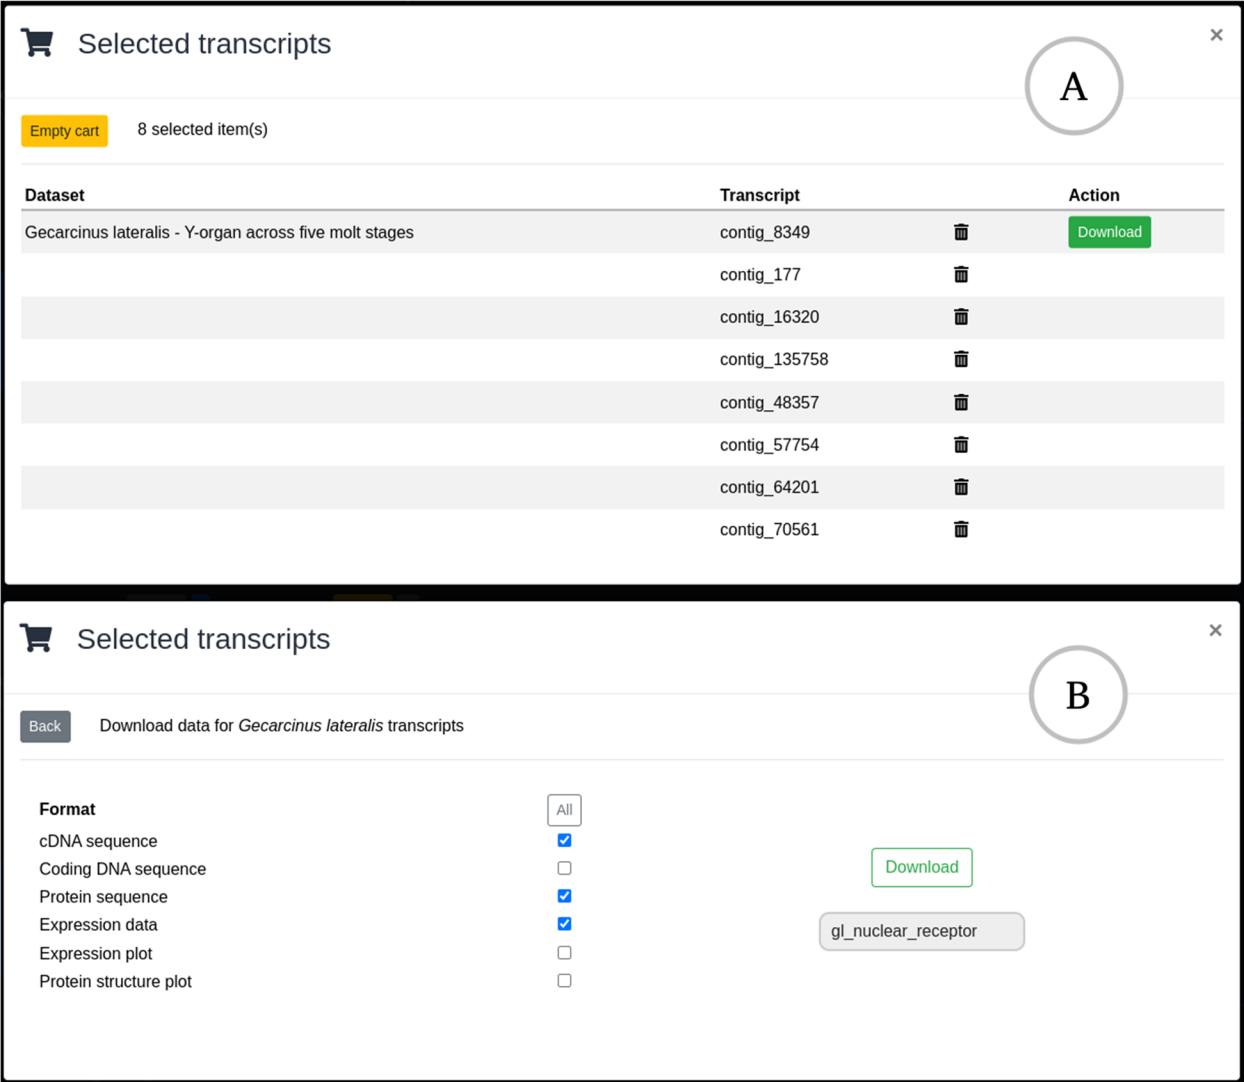 Selected transcripts
×
A
Empty cart 8 selected item(s)
Dataset Transcript Action
Gecarcinus lateralis - Y-organ across five molt stages contig_8349 Download
contig_177
contig_16320
contig_135758
contig_48357
contig_57754
contig_64201
contig_70561
Selected transcripts
×
B
Back Download data for Gecarcinus lateralis transcripts
Format All
cDNA sequence
Coding DNA sequence
Download
Protein sequence
Expression data
gl_nuclear_receptor
Expression plot
Protein structure plot